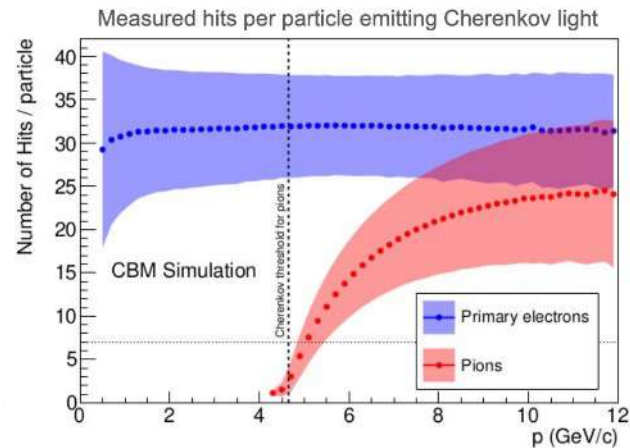 Measured hits per particle emitting Cherenkov light
Number of Hits / particle
40
35
30
25
20
15
10
5
0
CBM Simulation
Cherenkov threshold for pions
Primary electrons
Pions
0 2 4 6 8 10 12
p (GeV/c)